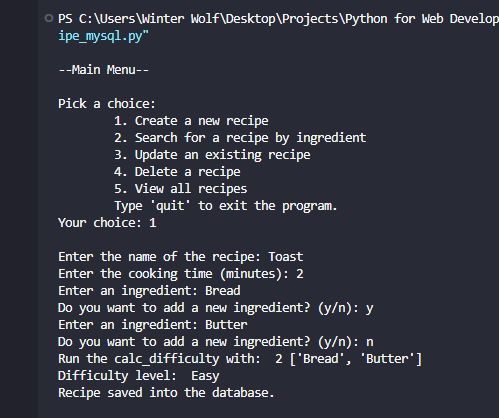 PS C:\Users\Winter Wolf\Desktop\Projects\Python for Web Develop
ipe_mysql.py"
--Main Menu--
Pick a choice:
1. Create a new recipe
2. Search for a recipe by ingredient
3. Update an existing recipe
4. Delete a recipe
5. View all recipes
Type 'quit' to exit the program.
Your choice: 1
Enter the name of the recipe: Toast
Enter the cooking time (minutes): 2
Enter an ingredient: Bread
Do you want to add a new ingredient? (y/n): y
Enter an ingredient: Butter
Do you want to add a new ingredient? (y/n): n
Run the calc_difficulty with:  2 ['Bread', 'Butter']
Difficulty level:  Easy
Recipe saved into the database.